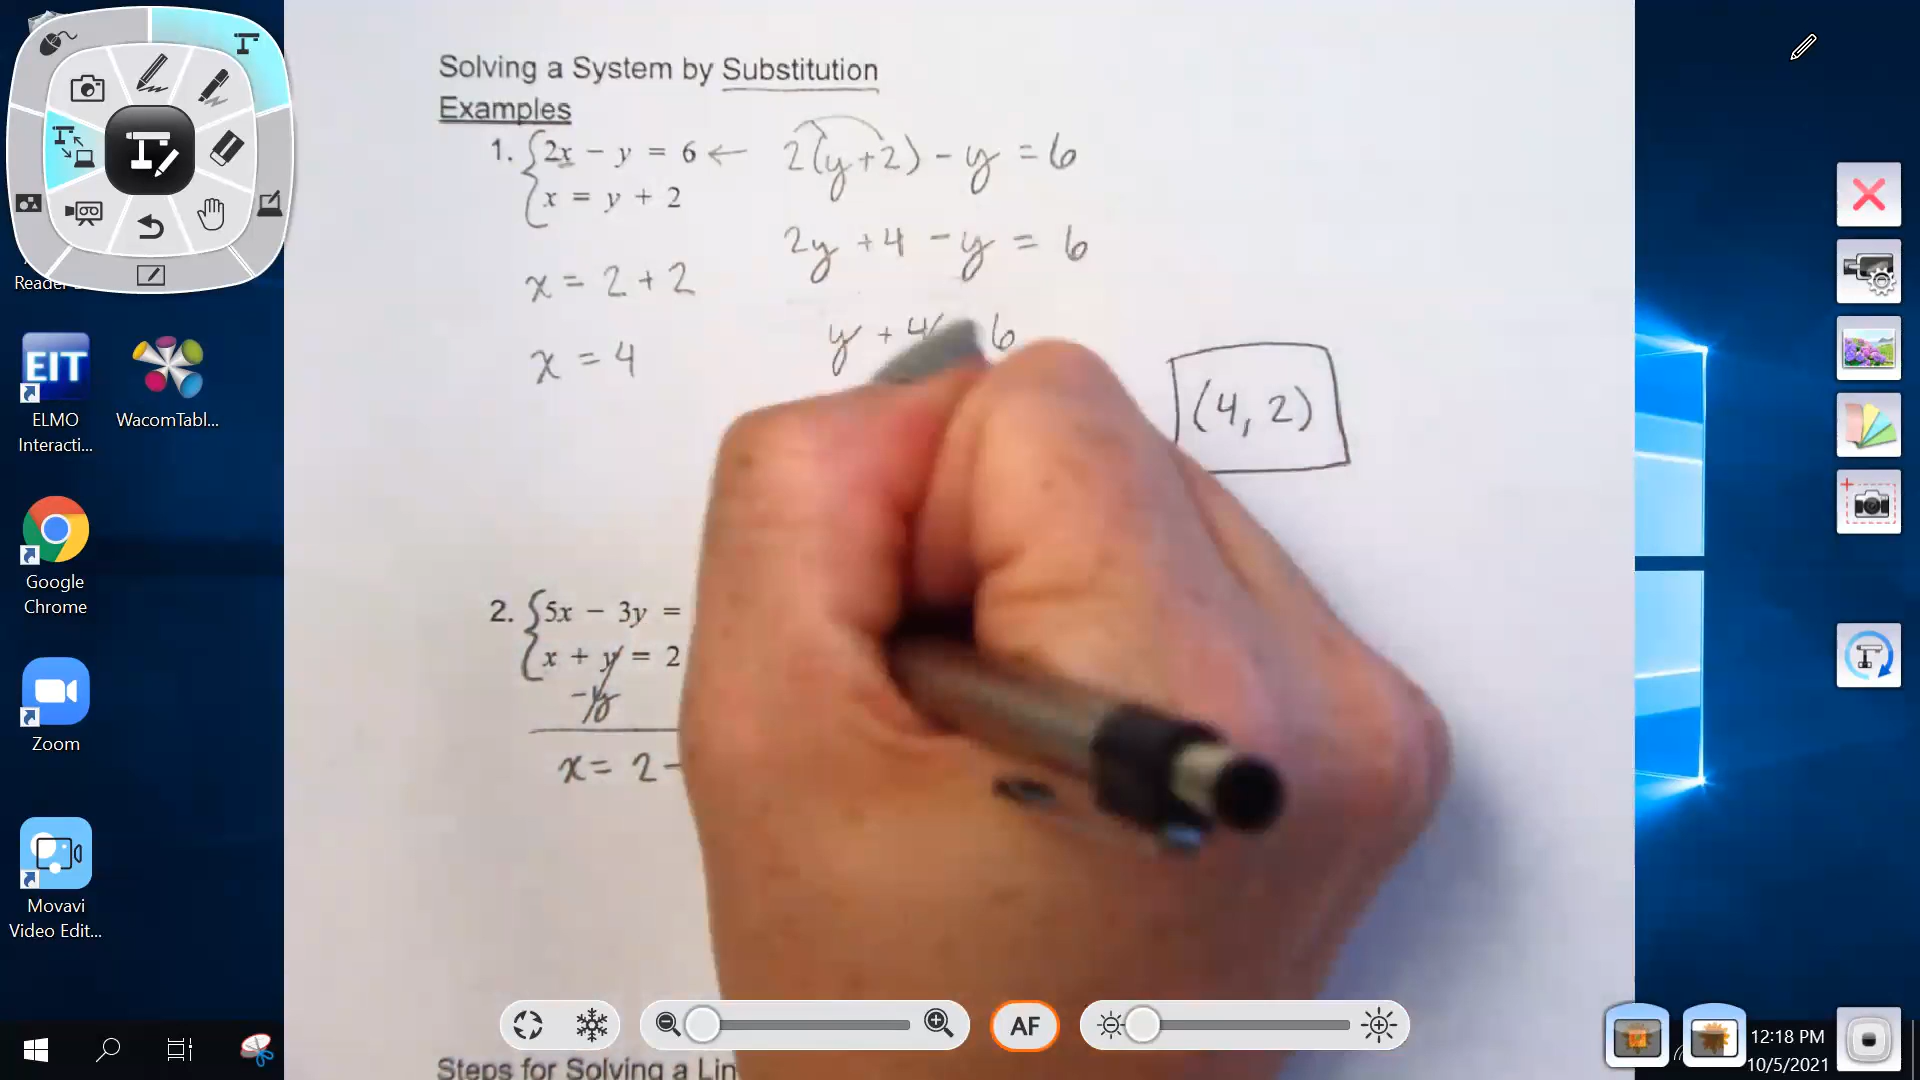 Solving a System by Substitution
Examples
1. 2x − y = 6 ← 2(y+2) − y = 6
x = y + 2
2y + 4 − y = 6
x = 2 + 2
y + 4 6
x = 4
(4, 2)
2. 5x − 3y =
x + y = 2
−y
x = 2 −
Steps for Solving a Lin
Reader
EIT
ELMO
Interacti...
WacomTabl...
Google
Chrome
Zoom
Movavi
Video Edit...
AF
12:18 PM
10/5/2021